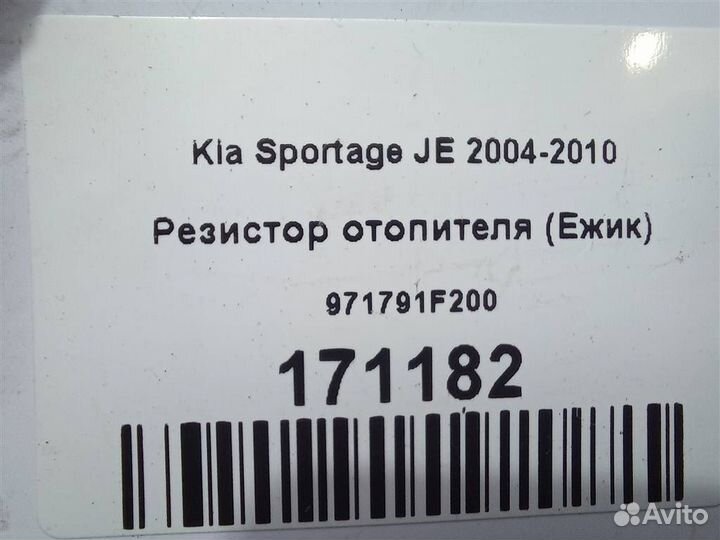 Kia Sportage JE 2004-2010
Резистор отопителя (Ежик)
971791F200
171182
Avito